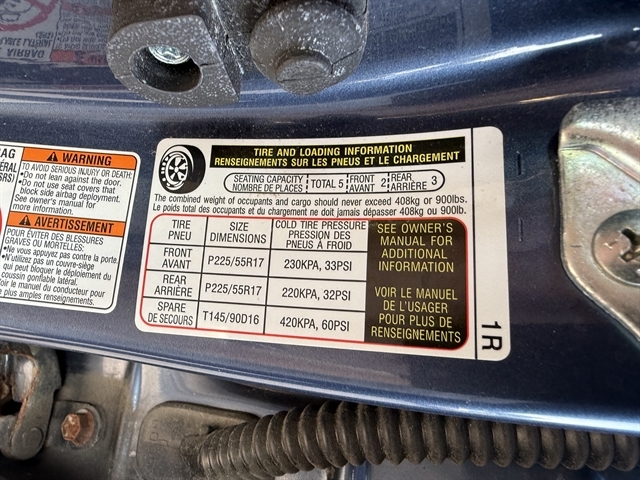 WARNING
TO AVOID SERIOUS INJURY OR DEATH:
•Do not lean against the door.
•Do not use seat covers that
block side airbag deployment.
See owner's manual for
more information.
AVERTISSEMENT
POUR ÉVITER DES BLESSURES
GRAVES OU MORTELLES:
•Ne vous appuyez pas contre la porte.
•N'utilisez pas un couvre-siège
qui peut bloquer le déploiement du
coussin gonflable latéral.
Consulter le manuel du conducteur
pour de plus amples renseignements.
TIRE AND LOADING INFORMATION
RENSEIGNEMENTS SUR LES PNEUS ET LE CHARGEMENT
SEATING CAPACITY
NOMBRE DE PLACES
TOTAL 5
FRONT
AVANT 2
REAR
ARRIÈRE 3
The combined weight of occupants and cargo should never exceed 408kg or 900lbs.
Le poids total des occupants et du chargement ne doit jamais dépasser 408kg ou 900lb.
TIRE
PNEU
SIZE
DIMENSIONS
COLD TIRE PRESSURE
PRESSION DES
PNEUS À FROID
FRONT
AVANT
P225/55R17
230KPA, 33PSI
REAR
ARRIÈRE
P225/55R17
220KPA, 32PSI
SPARE
DE SECOURS
T145/90D16
420KPA, 60PSI
SEE OWNER'S
MANUAL FOR
ADDITIONAL
INFORMATION
VOIR LE MANUEL
DE L'USAGER
POUR PLUS DE
RENSEIGNEMENTS
1R